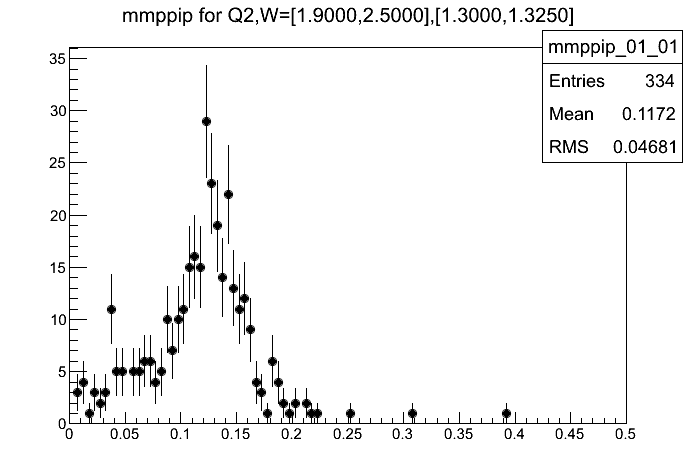 mmppip for Q2,W=[1.9000,2.5000],[1.3000,1.3250]
mmppip_01_01
Entries 334
Mean 0.1172
RMS 0.04681
35
30
25
20
15
10
5
0
0 0.05 0.1 0.15 0.2 0.25 0.3 0.35 0.4 0.45 0.5